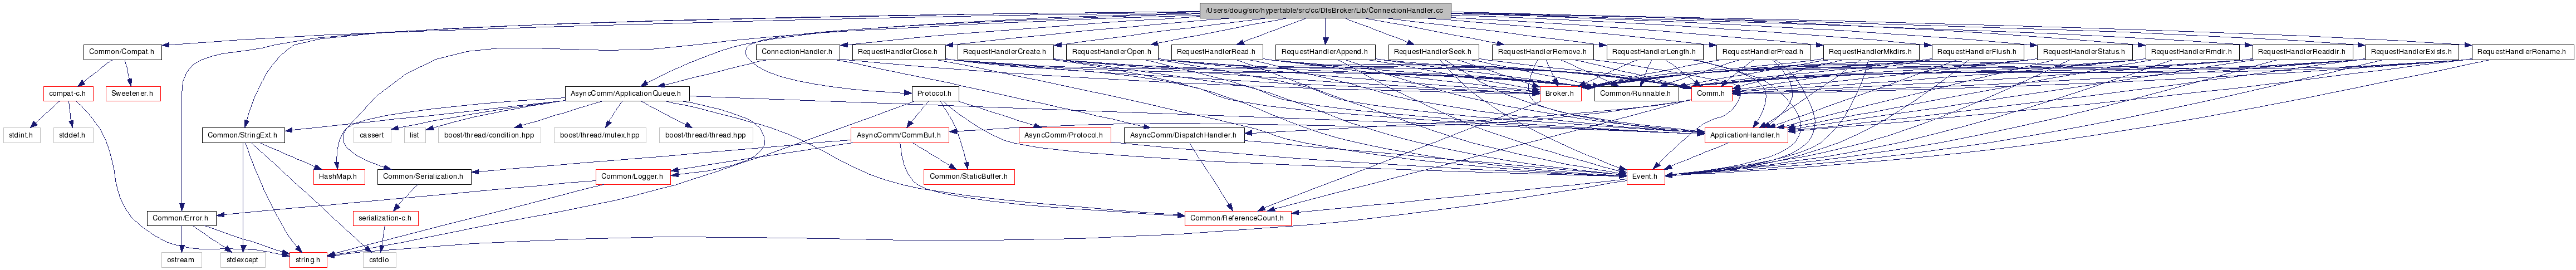 /Users/doug/src/hypertable/src/cc/DfsBroker/Lib/ConnectionHandler.cc
Common/Compat.h
ConnectionHandler.h
RequestHandlerClose.h
RequestHandlerCreate.h
RequestHandlerOpen.h
RequestHandlerRead.h
RequestHandlerAppend.h
RequestHandlerSeek.h
RequestHandlerRemove.h
RequestHandlerLength.h
RequestHandlerPread.h
RequestHandlerMkdirs.h
RequestHandlerFlush.h
RequestHandlerStatus.h
RequestHandlerRmdir.h
RequestHandlerReaddir.h
RequestHandlerExists.h
RequestHandlerRename.h
compat-c.h
Sweetener.h
AsyncComm/ApplicationQueue.h
Protocol.h
Broker.h
Common/Runnable.h
Comm.h
stdint.h
stddef.h
Common/StringExt.h
cassert
list
boost/thread/condition.hpp
boost/thread/mutex.hpp
boost/thread/thread.hpp
AsyncComm/CommBuf.h
AsyncComm/Protocol.h
AsyncComm/DispatchHandler.h
ApplicationHandler.h
HashMap.h
Common/Serialization.h
Common/Logger.h
Common/StaticBuffer.h
Event.h
Common/Error.h
serialization-c.h
Common/ReferenceCount.h
ostream
stdexcept
string.h
cstdio